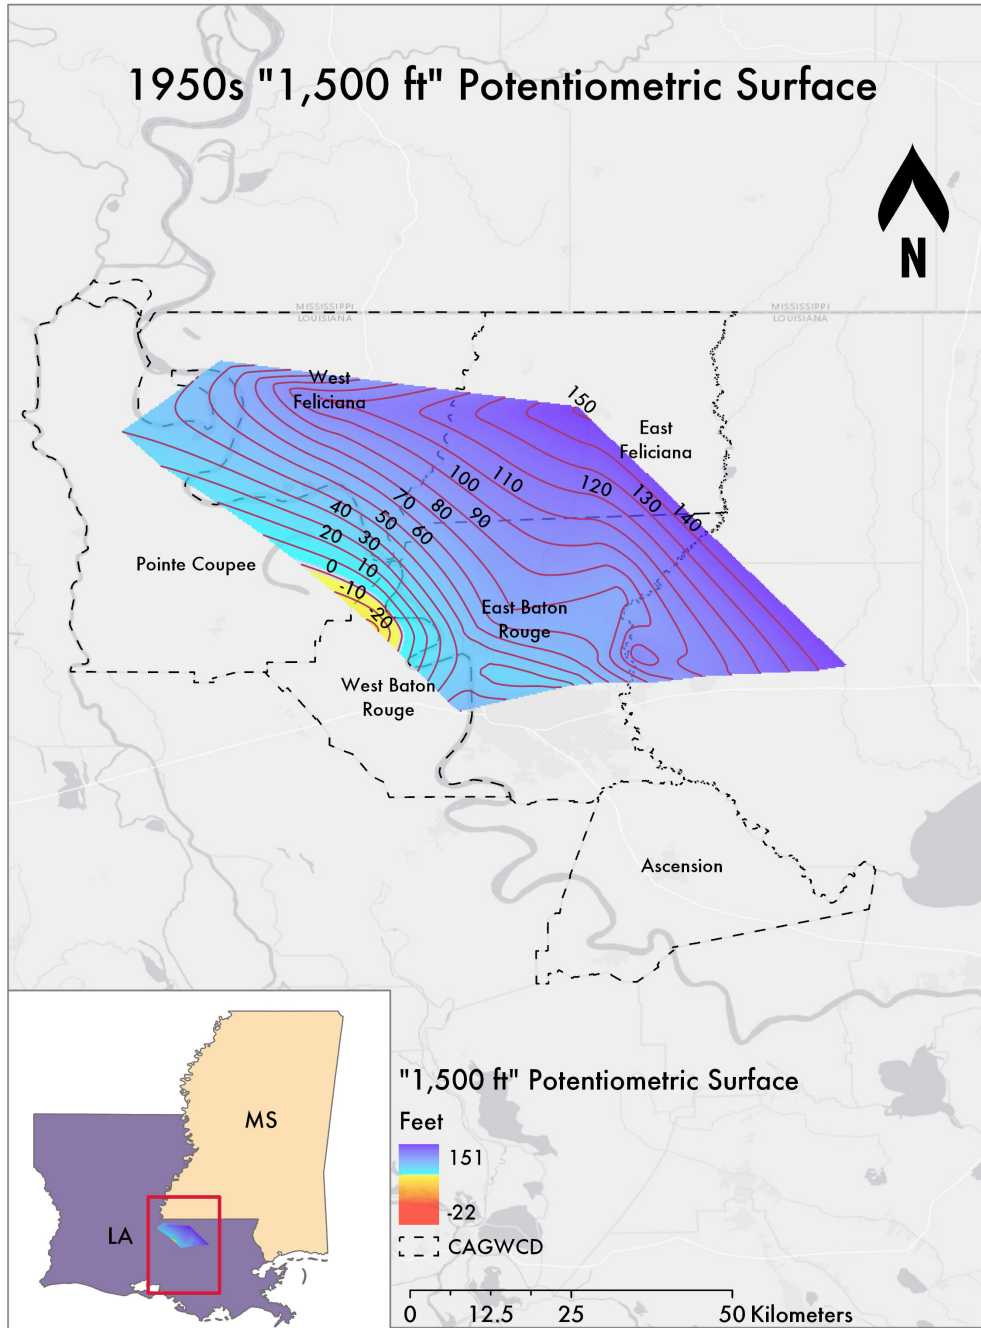 1950s "1,500 ft" Potentiometric Surface
N
MISSISSIPPI
LOUISIANA
MISSISSIPPI
LOUISIANA
West
Feliciana
150
East
Feliciana
100
110
120
130
140
70
80
90
40
50
60
20
30
10
0
-10
-20
Pointe Coupee
East Baton
Rouge
West Baton
Rouge
Ascension
MS
LA
"1,500 ft" Potentiometric Surface
Feet
151
-22
CAGWCD
0 12.5 25 50 Kilometers